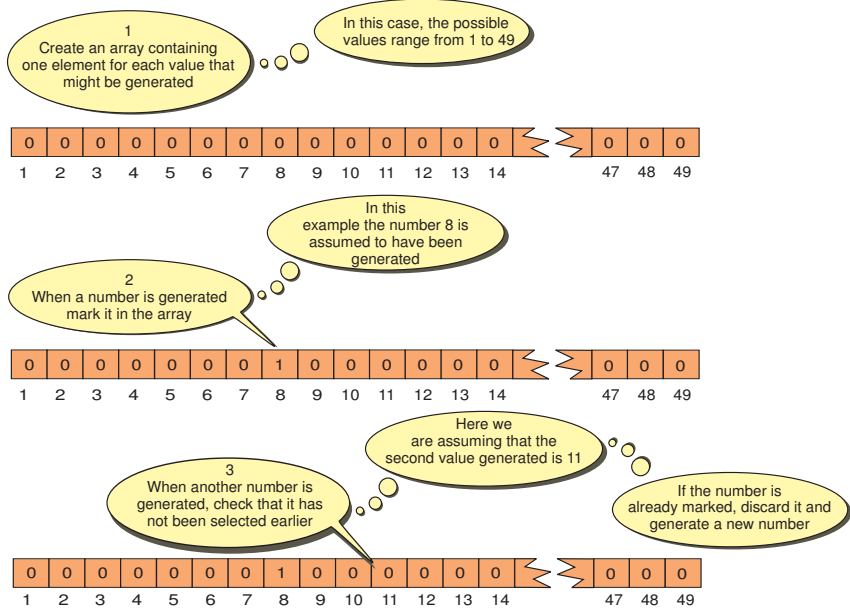 1
Create an array containing
one element for each value that
might be generated
In this case, the possible
values range from 1 to 49
0 0 0 0 0 0 0 0 0 0 0 0 0 0 0 0 0
1 2 3 4 5 6 7 8 9 10 11 12 13 14 47 48 49
In this
example the number 8 is
assumed to have been
generated
2
When a number is generated
mark it in the array
0 0 0 0 0 0 0 1 0 0 0 0 0 0 0 0 0
1 2 3 4 5 6 7 8 9 10 11 12 13 14 47 48 49
Here we
are assuming that the
second value generated is 11
3
When another number is
generated, check that it has
not been selected earlier
If the number is
already marked, discard it and
generate a new number
0 0 0 0 0 0 0 1 0 0 0 0 0 0 0 0 0
1 2 3 4 5 6 7 8 9 10 11 12 13 14 47 48 49